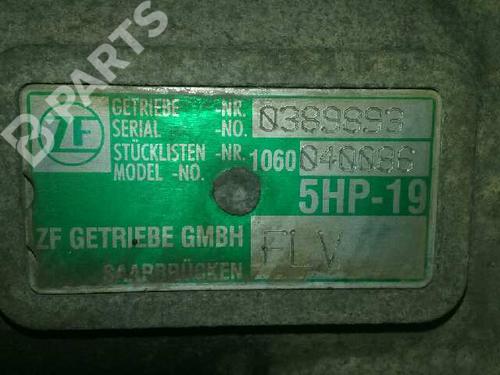 B-PARTS
ZF
GETRIEBE -NR. 0389893
SERIAL -NO.
STÜCKLISTEN -NR. 1060 040036
MODEL -NO.
5HP-19
ZF GETRIEBE GMBH FLV
SAARBRÜCKEN